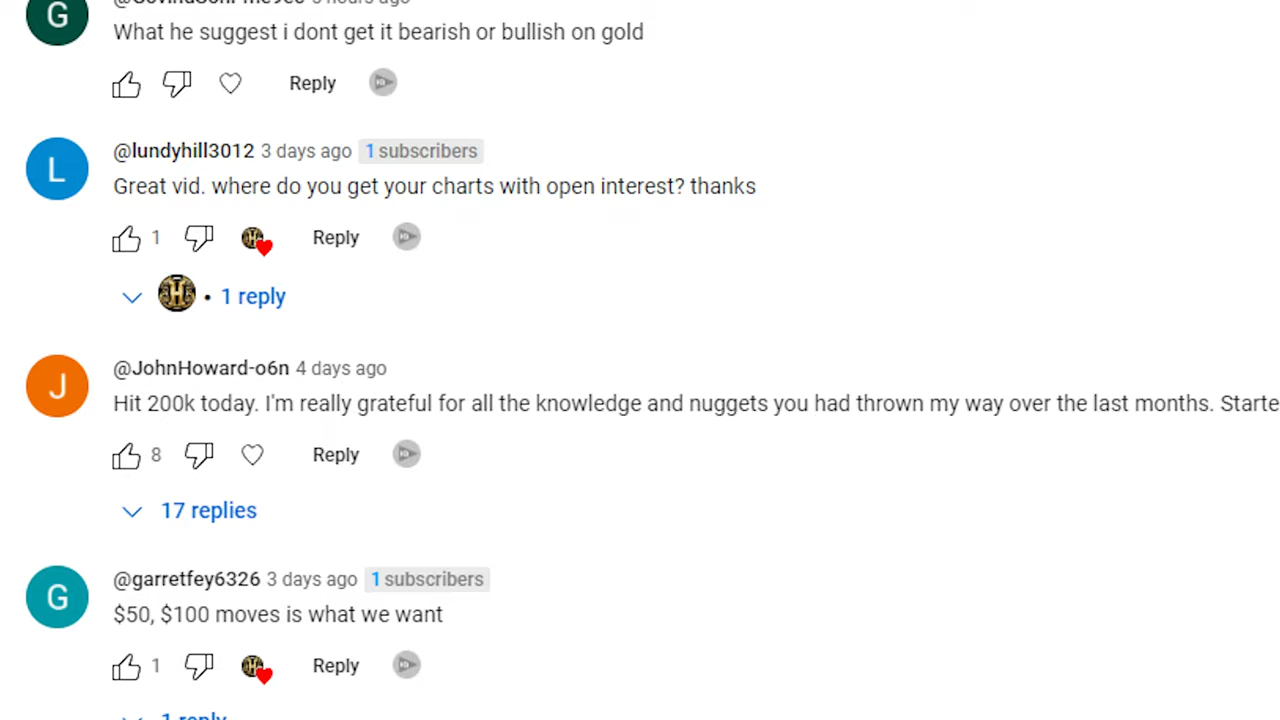 G
What he suggest i dont get it bearish or bullish on gold
Reply
L
@lundyhill3012 3 days ago 1 subscribers
Great vid. where do you get your charts with open interest? thanks
1 H Reply
H • 1 reply
J
@JohnHoward-o6n 4 days ago
Hit 200k today. I'm really grateful for all the knowledge and nuggets you had thrown my way over the last months. Starte
8 Reply
17 replies
G
@garretfey6326 3 days ago 1 subscribers
$50, $100 moves is what we want
1 H Reply
1 reply